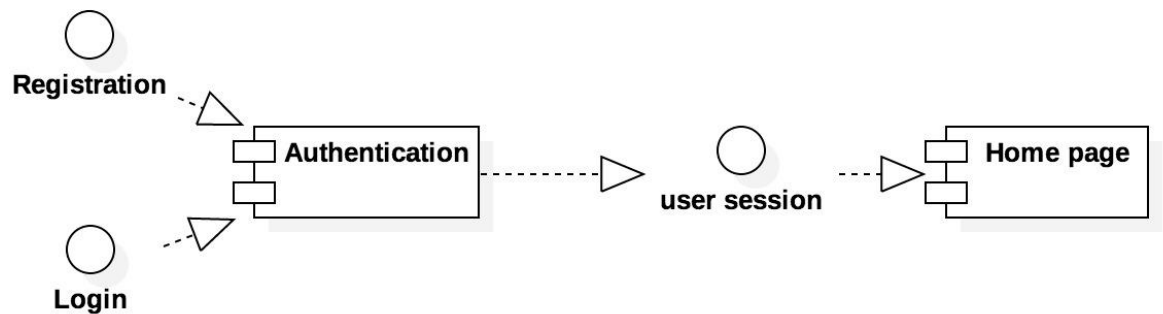 Registration
Authentication
Home page
user session
Login